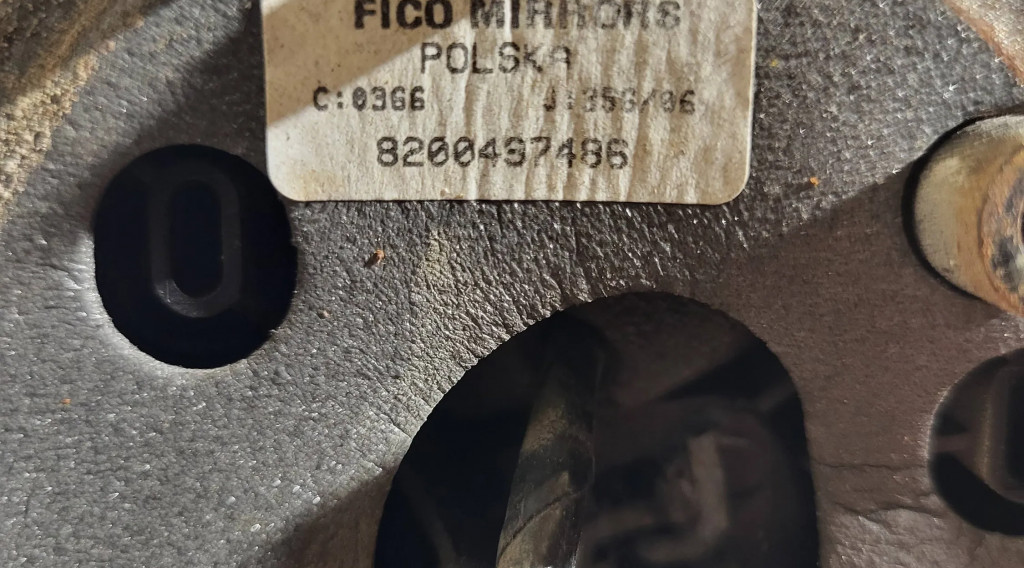 FICO MIRRORS
POLSKA
C:0366 J:356/06
8200497486